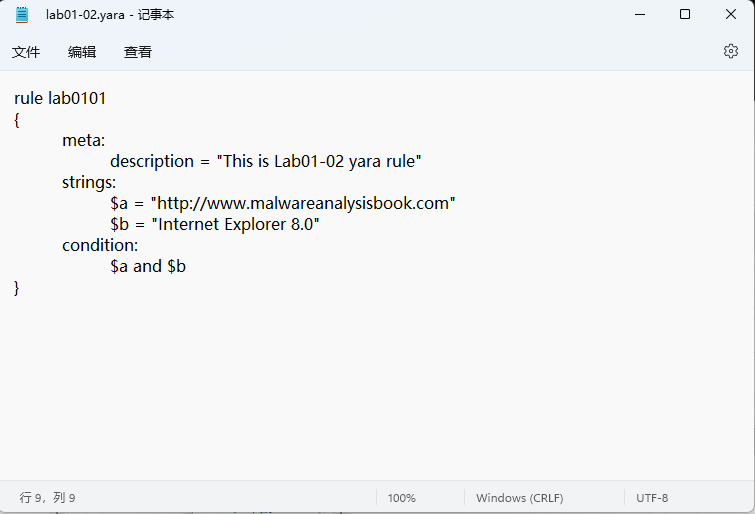 lab01-02.yara - 记事本
文件 编辑 查看
rule lab0101
{
meta:
description = "This is Lab01-02 yara rule"
strings:
$a = "http://www.malwareanalysisbook.com"
$b = "Internet Explorer 8.0"
condition:
$a and $b
}
行 9，列 9 100% Windows (CRLF) UTF-8